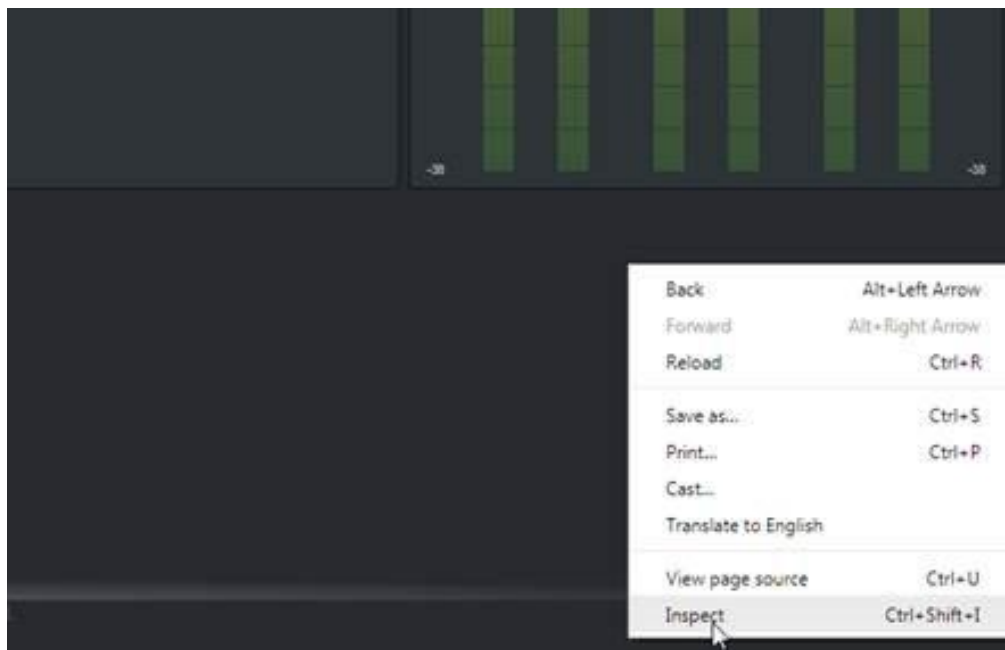 -38 -38
Back Alt+Left Arrow
Forward Alt+Right Arrow
Reload Ctrl+R
Save as... Ctrl+S
Print... Ctrl+P
Cast...
Translate to English
View page source Ctrl+U
Inspect Ctrl+Shift+I